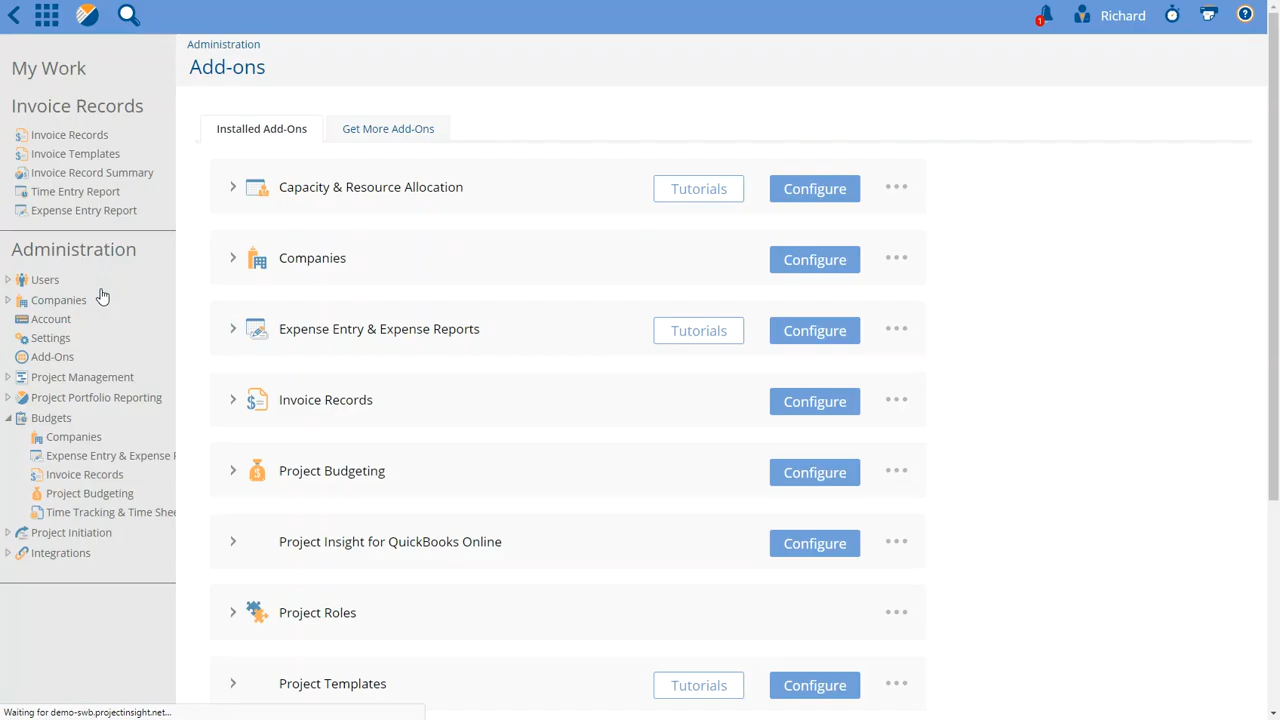 1
Richard
My Work
Invoice Records
Invoice Records
Invoice Templates
Invoice Record Summary
Time Entry Report
Expense Entry Report
Administration
Users
Companies
Account
Settings
Add-Ons
Project Management
Project Portfolio Reporting
Budgets
Companies
Expense Entry & Expense R
Invoice Records
Project Budgeting
Time Tracking & Time Shee
Project Initiation
Integrations
Administration
Add-ons
Installed Add-Ons Get More Add-Ons
Capacity & Resource Allocation Tutorials Configure
Companies Configure
Expense Entry & Expense Reports Tutorials Configure
Invoice Records Configure
Project Budgeting Configure
Project Insight for QuickBooks Online Configure
Project Roles
Project Templates Tutorials Configure
Waiting for demo-swb.projectinsight.net...